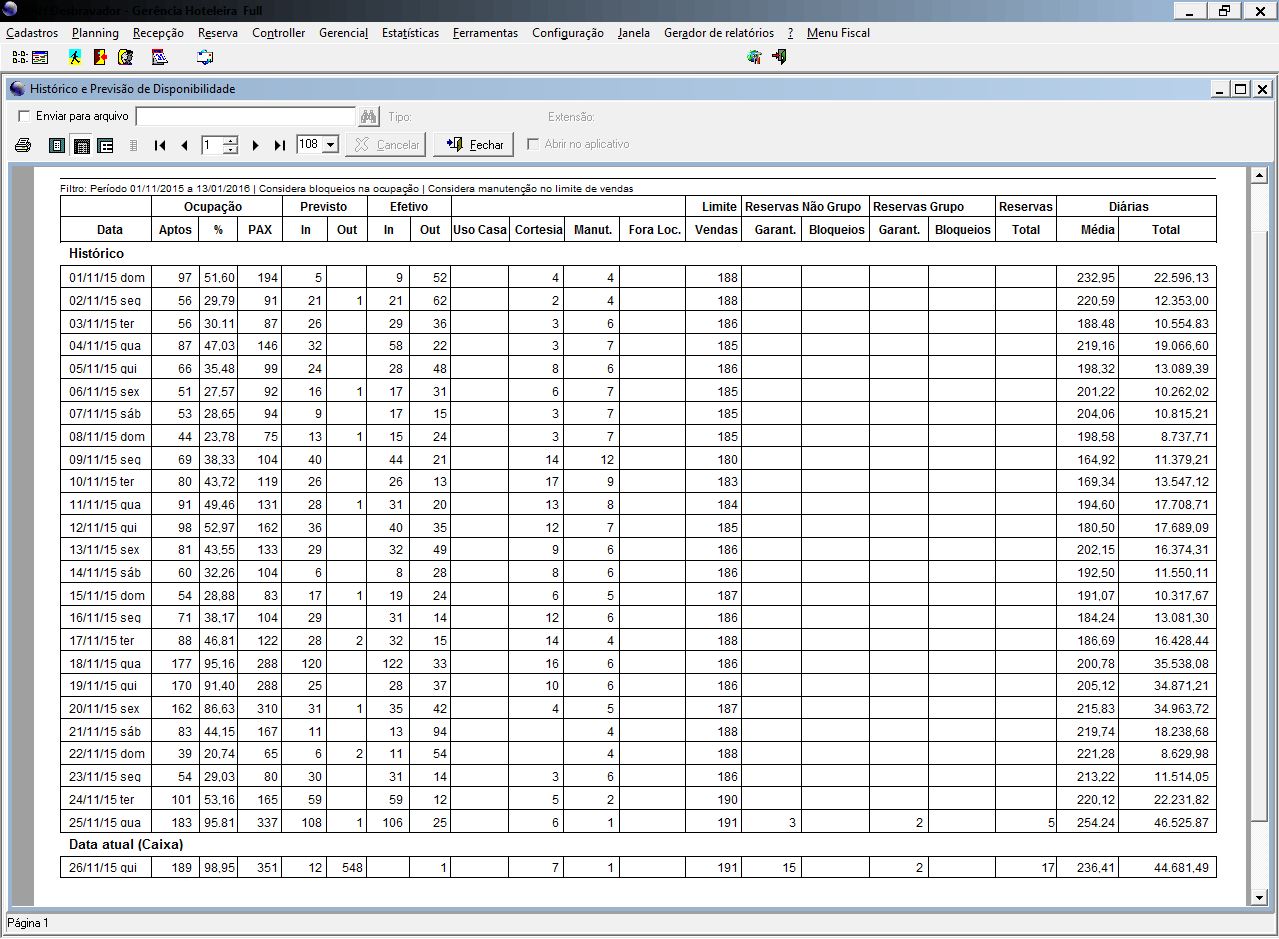 Desbravador - Gerência Hoteleira Full
Cadastros Planning Recepção Reserva Controller Gerencial Estatísticas Ferramentas Configuração Janela Gerador de relatórios ? Menu Fiscal
Histórico e Previsão de Disponibilidade
Enviar para arquivo Tipo: Extensão:
1 108 Cancelar Fechar Abrir no aplicativo
Filtro: Período 01/11/2015 a 13/01/2016 | Considera bloqueios na ocupação | Considera manutenção no limite de vendas
Ocupação Previsto Efetivo Limite Reservas Não Grupo Reservas Grupo Reservas Diárias
Data Aptos % PAX In Out In Out Uso Casa Cortesia Manut. Fora Loc. Vendas Garant. Bloqueios Garant. Bloqueios Total Média Total
Histórico
01/11/15 dom 97 51,60 194 5 9 52 4 4 188 232,95 22.596,13
02/11/15 seg 56 29,79 91 21 1 21 62 2 4 188 220,59 12.353,00
03/11/15 ter 56 30,11 87 26 29 36 3 6 186 188,48 10.554,83
04/11/15 qua 87 47,03 146 32 58 22 3 7 185 219,16 19.066,60
05/11/15 qui 66 35,48 99 24 28 48 8 6 186 198,32 13.089,39
06/11/15 sex 51 27,57 92 16 1 17 31 6 7 185 201,22 10.262,02
07/11/15 sáb 53 28,65 94 9 17 15 3 7 185 204,06 10.815,21
08/11/15 dom 44 23,78 75 13 1 15 24 3 7 185 198,58 8.737,71
09/11/15 seg 69 38,33 104 40 44 21 14 12 180 164,92 11.379,21
10/11/15 ter 80 43,72 119 26 26 13 17 9 183 169,34 13.547,12
11/11/15 qua 91 49,46 131 28 1 31 20 13 8 184 194,60 17.708,71
12/11/15 qui 98 52,97 162 36 40 35 12 7 185 180,50 17.689,09
13/11/15 sex 81 43,55 133 29 32 49 9 6 186 202,15 16.374,31
14/11/15 sáb 60 32,26 104 6 8 28 8 6 186 192,50 11.550,11
15/11/15 dom 54 28,88 83 17 1 19 24 6 5 187 191,07 10.317,67
16/11/15 seg 71 38,17 104 29 31 14 12 6 186 184,24 13.081,30
17/11/15 ter 88 46,81 122 28 2 32 15 14 4 188 186,69 16.428,44
18/11/15 qua 177 95,16 288 120 122 33 16 6 186 200,78 35.538,08
19/11/15 qui 170 91,40 288 25 28 37 10 6 186 205,12 34.871,21
20/11/15 sex 162 86,63 310 31 1 35 42 4 5 187 215,83 34.963,72
21/11/15 sáb 83 44,15 167 11 13 94 4 188 219,74 18.238,68
22/11/15 dom 39 20,74 65 6 2 11 54 4 188 221,28 8.629,98
23/11/15 seg 54 29,03 80 30 31 14 3 6 186 213,22 11.514,05
24/11/15 ter 101 53,16 165 59 59 12 5 2 190 220,12 22.231,82
25/11/15 qua 183 95,81 337 108 1 106 25 6 1 191 3 2 5 254,24 46.525,87
Data atual (Caixa)
26/11/15 qui 189 98,95 351 12 548 1 7 1 191 15 2 17 236,41 44.681,49
Página 1